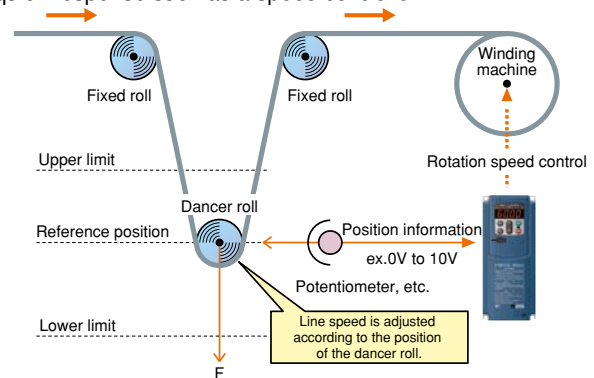 Winding
machine
Fixed roll
Fixed roll
Upper limit
Rotation speed control
Dancer roll
Reference position
Position information
ex.0V to 10V
Potentiometer, etc.
Line speed is adjusted
according to the position
of the dancer roll.
Lower limit
F